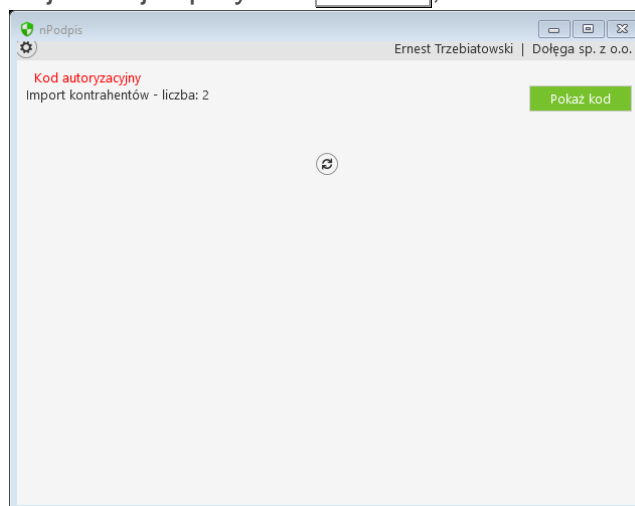 nPodpis
Ernest Trzebiatowski | Dołęga sp. z o.o.
Kod autoryzacyjny
Import kontrahentów - liczba: 2
Pokaż kod